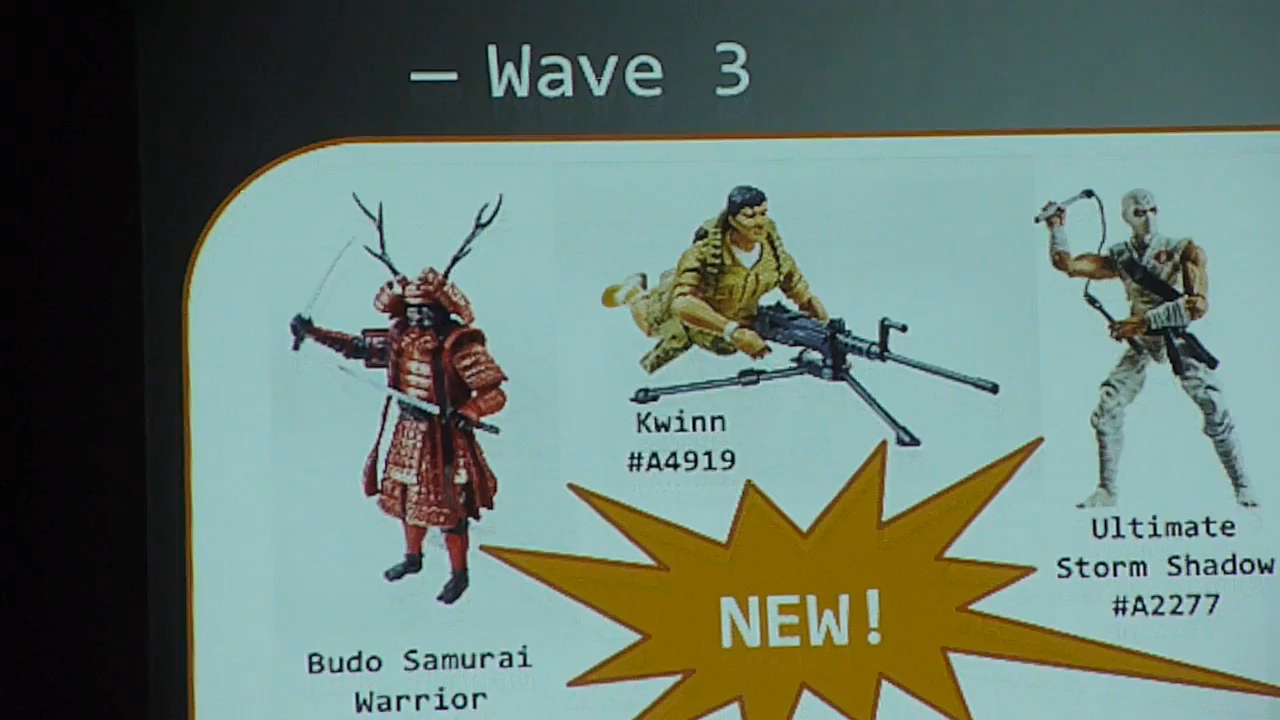 – Wave 3
Kwinn
#A4919
Ultimate
Storm Shadow
#A2277
NEW!
Budo Samurai
Warrior